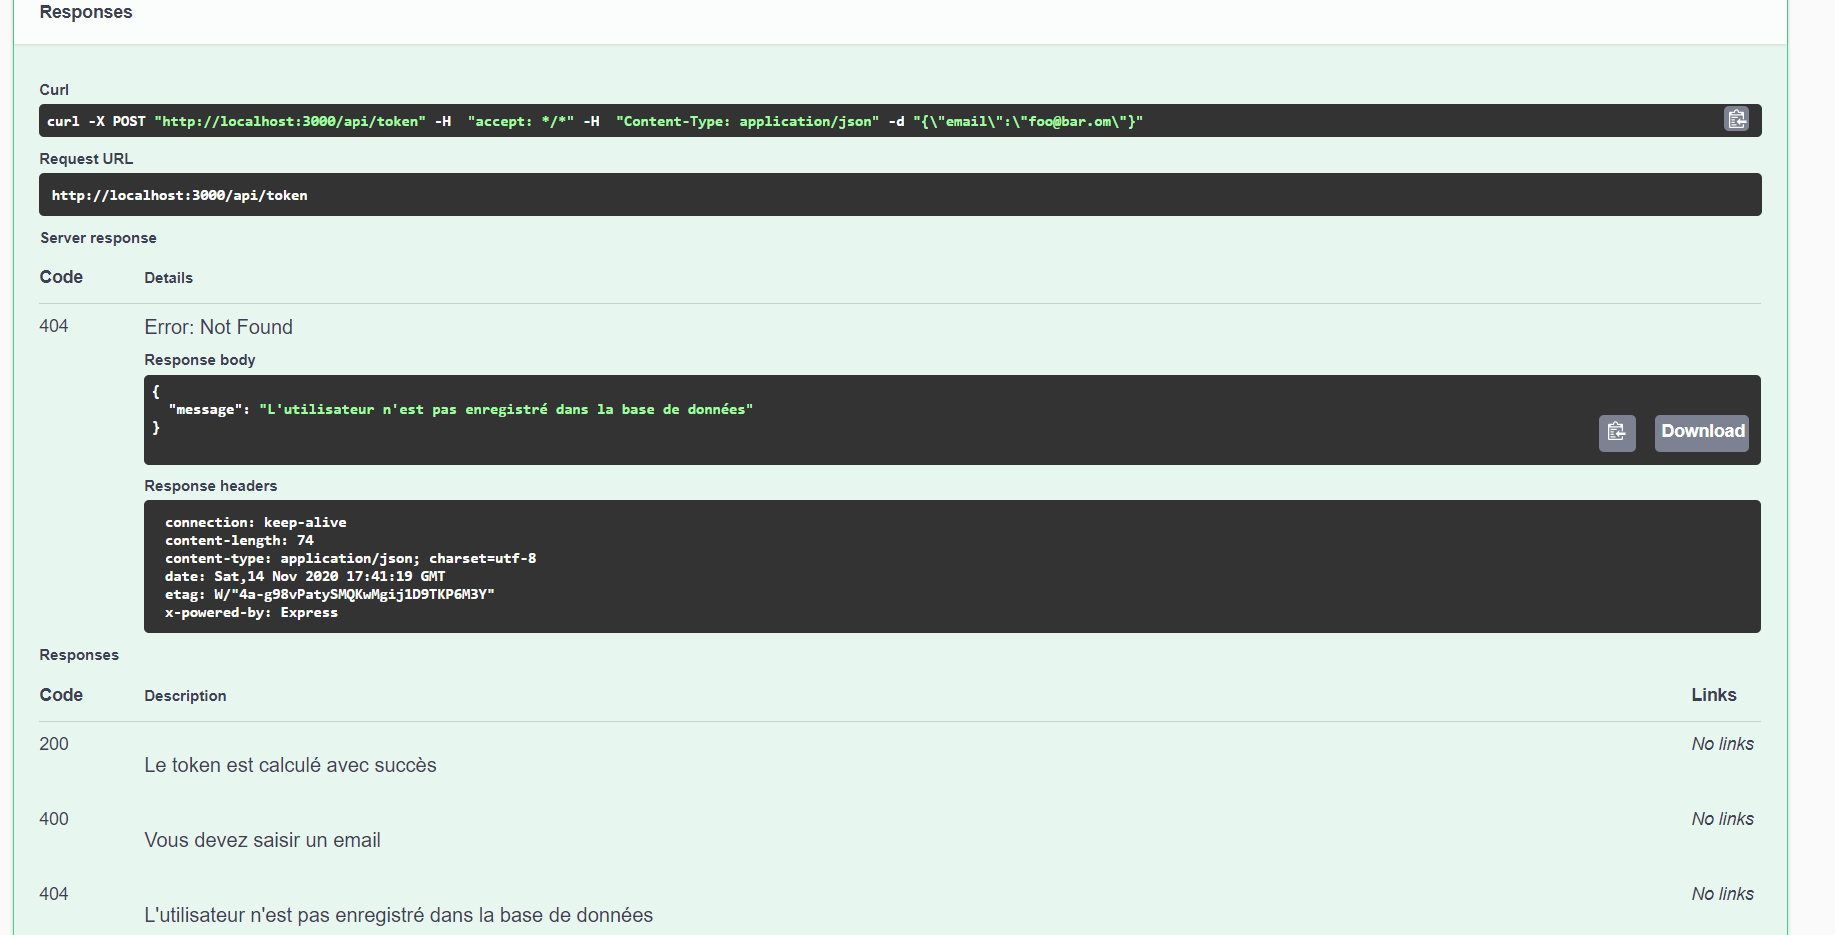 Responses
Curl
curl -X POST "http://localhost:3000/api/token" -H  "accept: */*" -H  "Content-Type: application/json" -d "{\"email\":\"foo@bar.om\"}"
Request URL
http://localhost:3000/api/token
Server response
Code Details
404 Error: Not Found
Response body
{
"message": "L'utilisateur n'est pas enregistré dans la base de données"
}
Download
Response headers
connection: keep-alive
content-length: 74
content-type: application/json; charset=utf-8
date: Sat,14 Nov 2020 17:41:19 GMT
etag: W/"4a-g98vPatySMQKwMgij1D9TKP6M3Y"
x-powered-by: Express
Responses
Code Description Links
200 No links
Le token est calculé avec succès
400 No links
Vous devez saisir un email
404 No links
L'utilisateur n'est pas enregistré dans la base de données